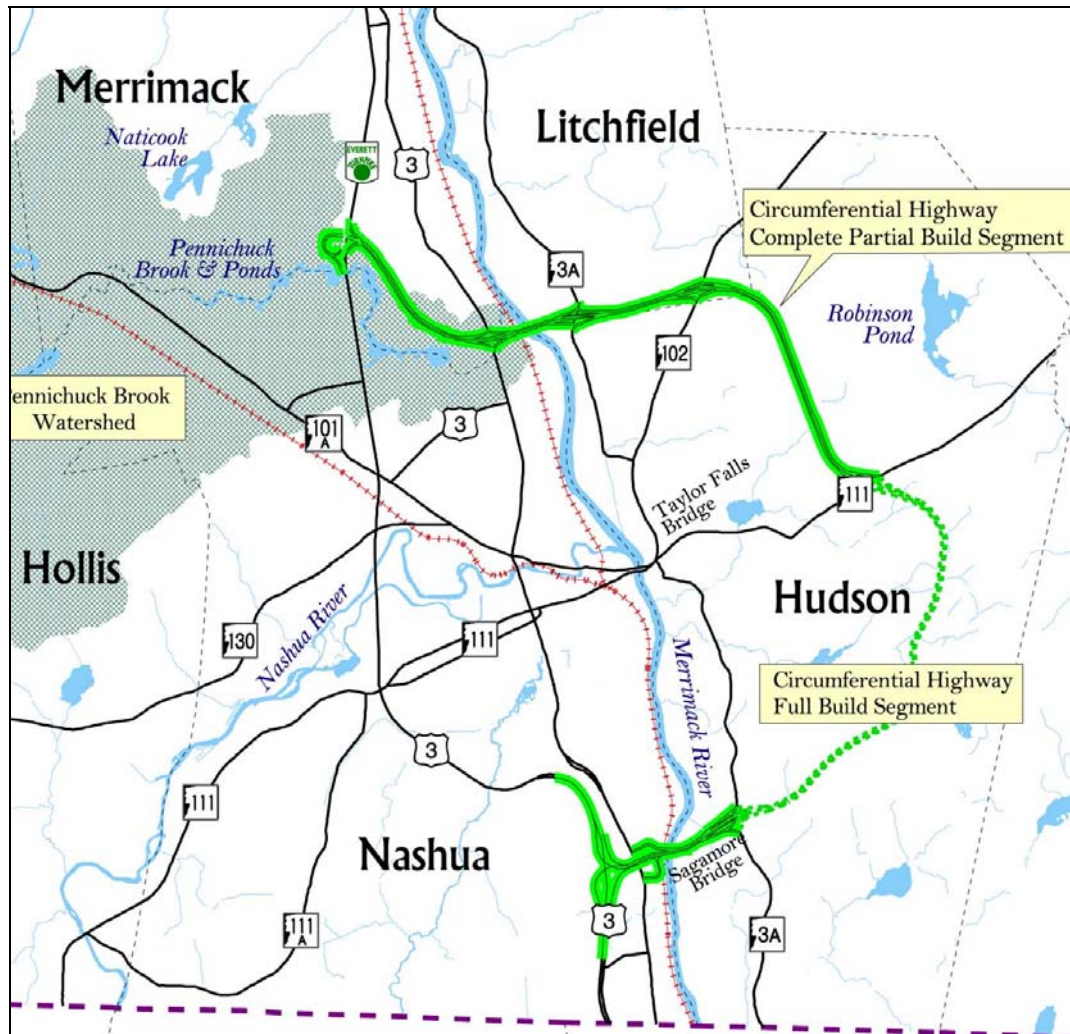 Merrimack
Naticook
Lake
EVERETT
TURNPIKE
3
Litchfield
Pennichuck
Brook & Ponds
3A
Circumferential Highway
Complete Partial Build Segment
Robinson
Pond
102
ennichuck Brook
Watershed
101
A
3
Taylor Falls
Bridge
111
Hollis
Hudson
130
Nashua River
111
Merrimack River
Circumferential Highway
Full Build Segment
3
111
Nashua
Sagamore
Bridge
3
111
A
3A